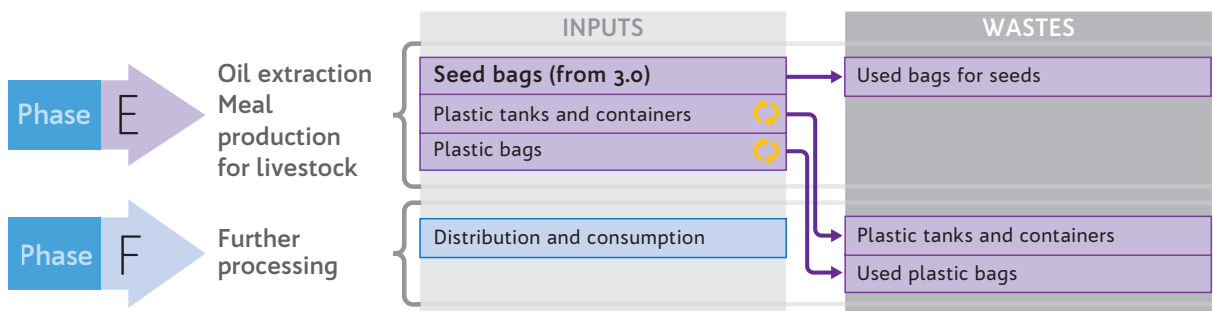 INPUTS
WASTES
Phase E
Oil extraction
Meal
production
for livestock
Seed bags (from 3.0)
Plastic tanks and containers
Plastic bags
Used bags for seeds
Phase F
Further
processing
Distribution and consumption
Plastic tanks and containers
Used plastic bags